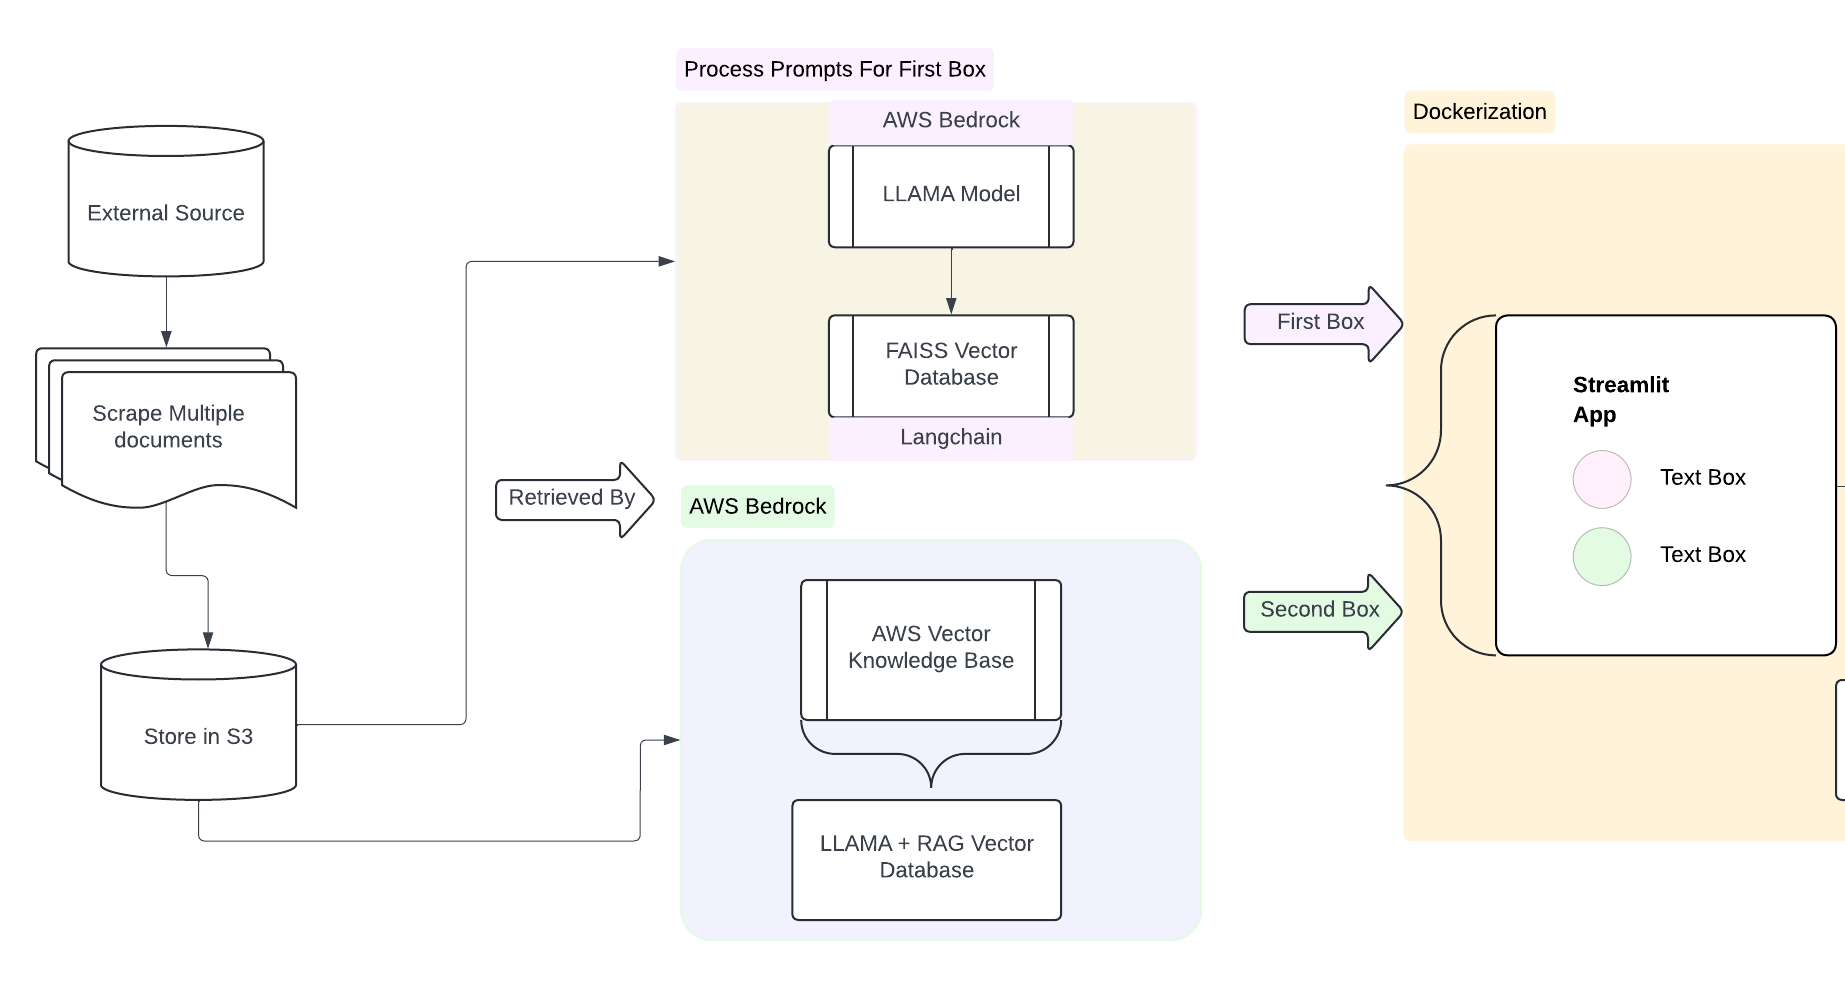 Process Prompts For First Box
AWS Bedrock
Dockerization
External Source
LLAMA Model
First Box
FAISS Vector
Database
Streamlit
App
Scrape Multiple
documents
Langchain
Retrieved By
AWS Bedrock
Text Box
Text Box
Second Box
AWS Vector
Knowledge Base
Store in S3
LLAMA + RAG Vector
Database